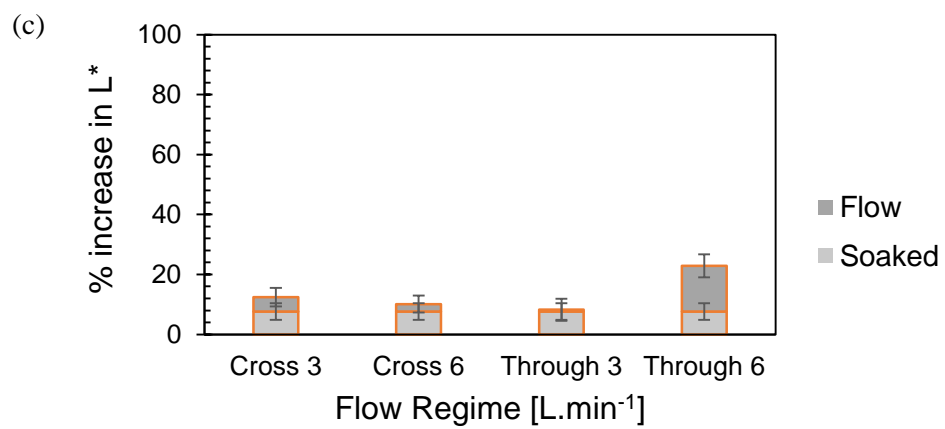 (c)
% increase in L*
100
80
60
40
20
0
Cross 3 Cross 6 Through 3 Through 6
Flow Regime [L.min⁻¹]
Flow
Soaked